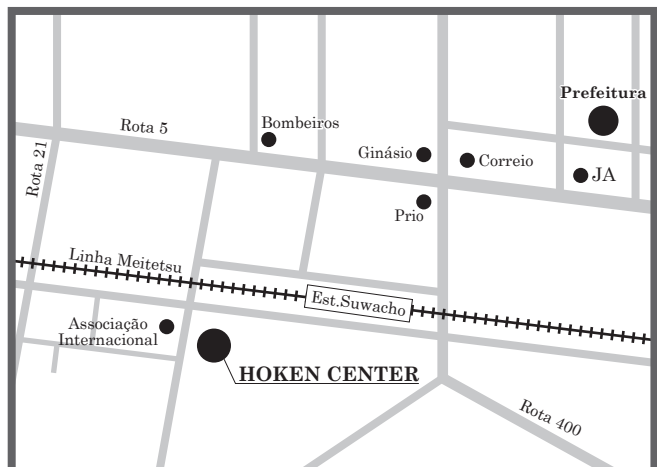 Prefeitura
Rota 5
Bombeiros
Ginásio
Correio
JA
Rota 21
Prio
Linha Meitetsu
Est.Suwacho
Associação
Internacional
HOKEN CENTER
Rota 400